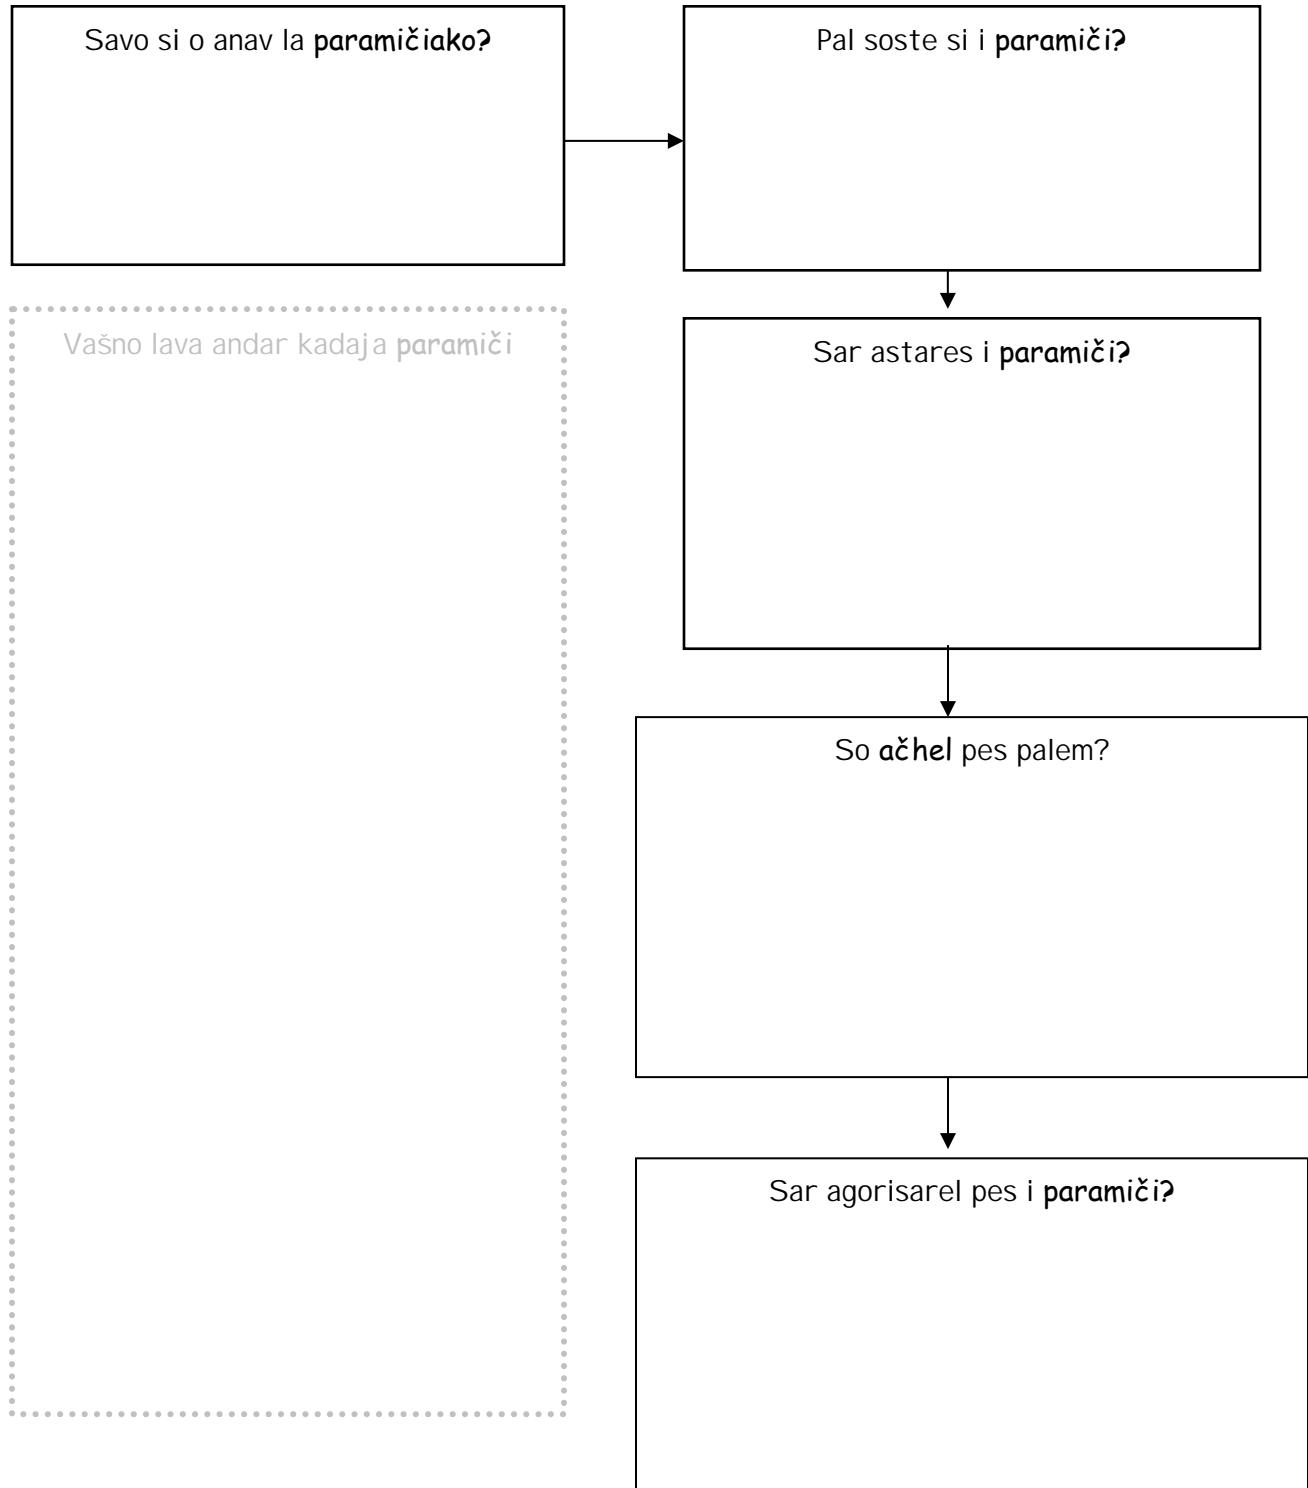 Savo si o anav la paramičiako?
Pal soste si i paramiči?
Vašno lava andar kadaja paramiči
Sar astares i paramiči?
So ačhel pes palem?
Sar agorisarel pes i paramiči?